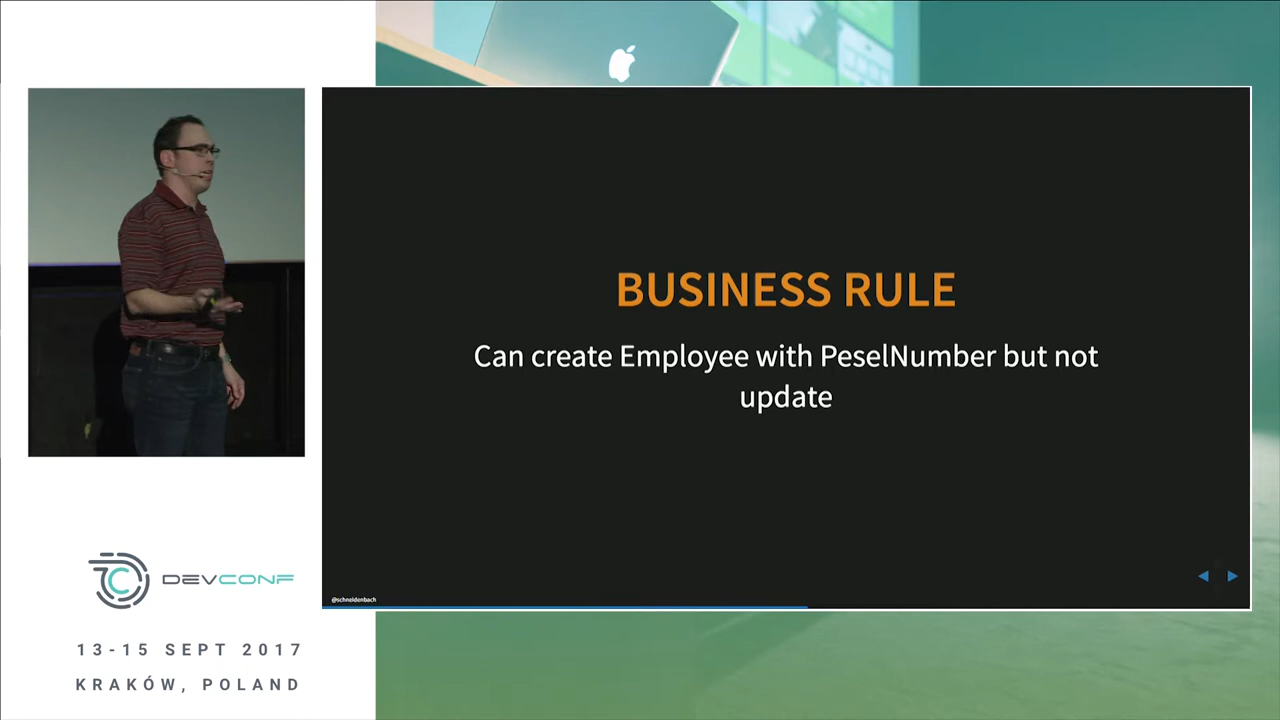 BUSINESS RULE
Can create Employee with PeselNumber but not
update
@schneidenbach
DEVCONF
13-15 SEPT 2017
KRAKÓW, POLAND